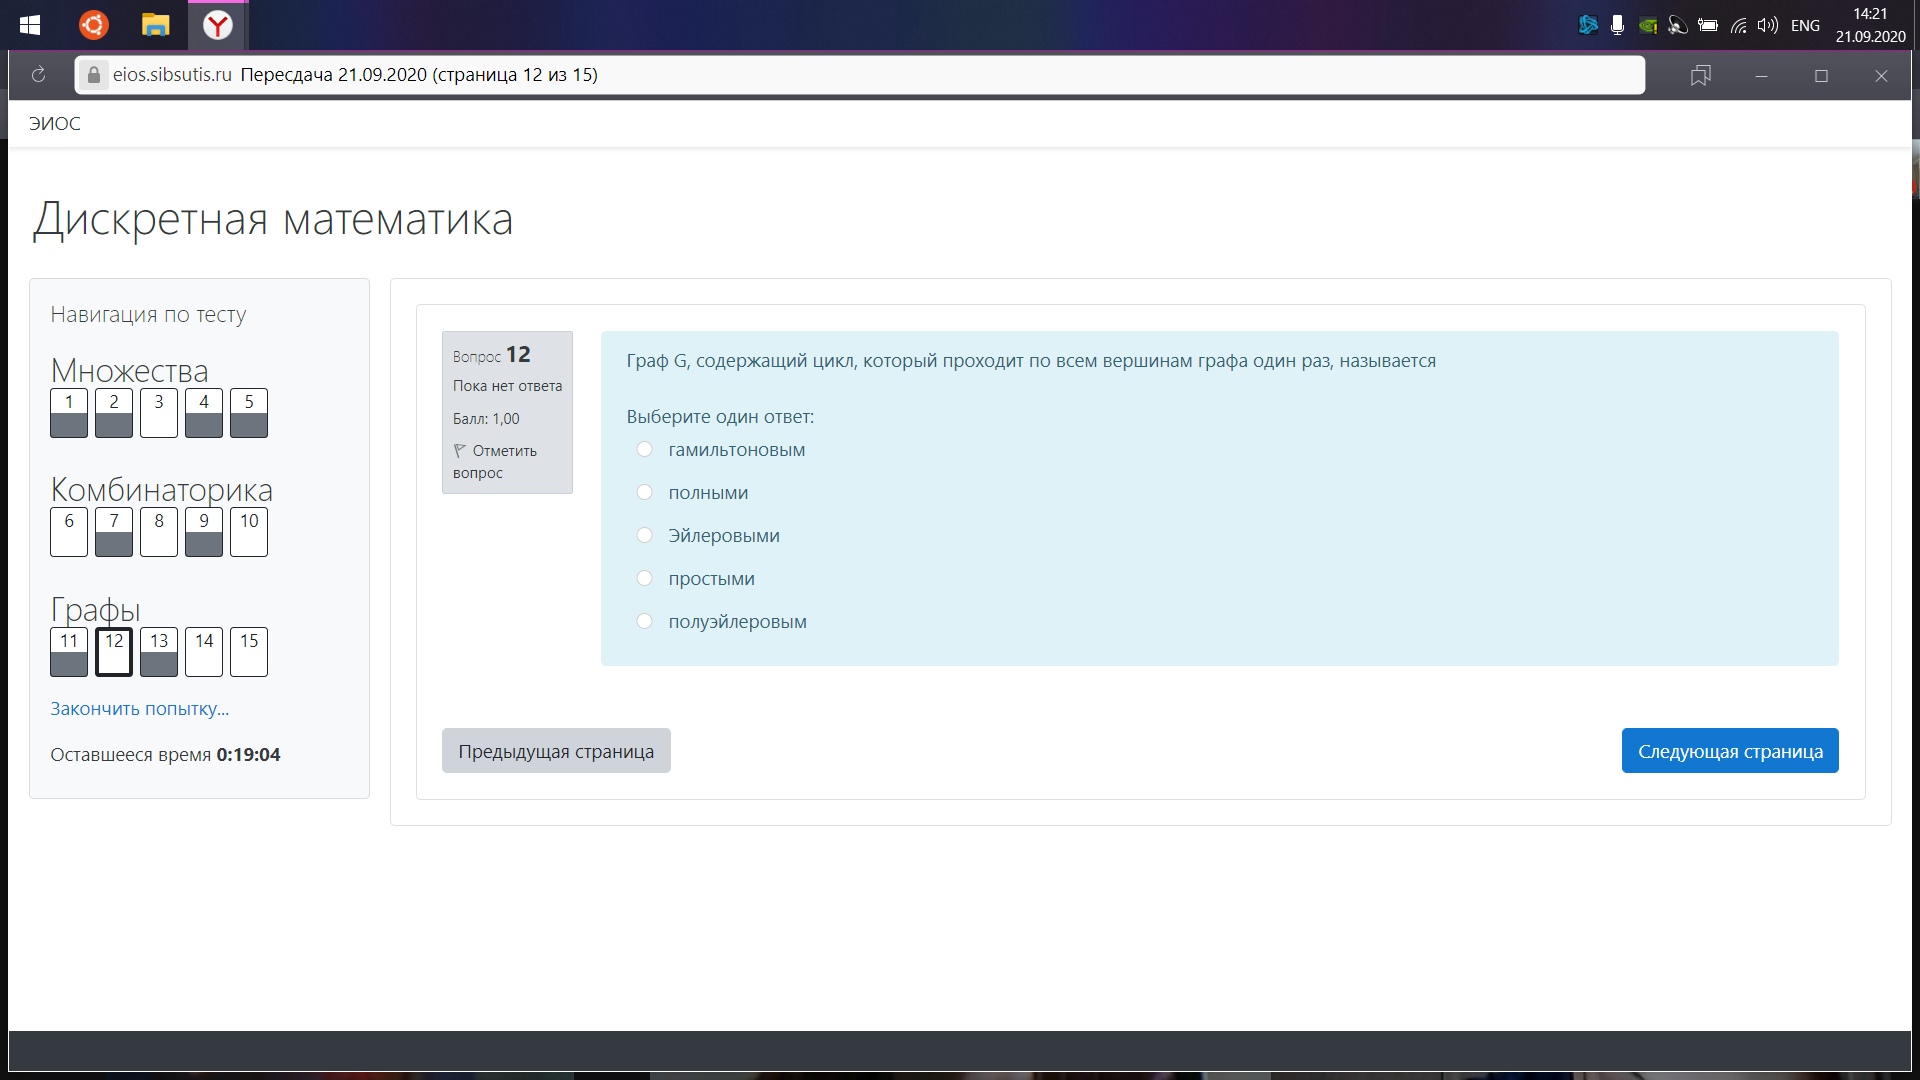 ENG
14:21
21.09.2020
eios.sibsutis.ru Пересдача 21.09.2020 (страница 12 из 15)
ЭИОС
Дискретная математика
Навигация по тесту
Множества
1 2 3 4 5
Комбинаторика
6 7 8 9 10
Графы
11 12 13 14 15
Закончить попытку...
Оставшееся время 0:19:04
Вопрос 12
Пока нет ответа
Балл: 1,00
Отметить
вопрос
Граф G, содержащий цикл, который проходит по всем вершинам графа один раз, называется
Выберите один ответ:
гамильтоновым
полными
Эйлеровыми
простыми
полуэйлеровым
Предыдущая страница
Следующая страница